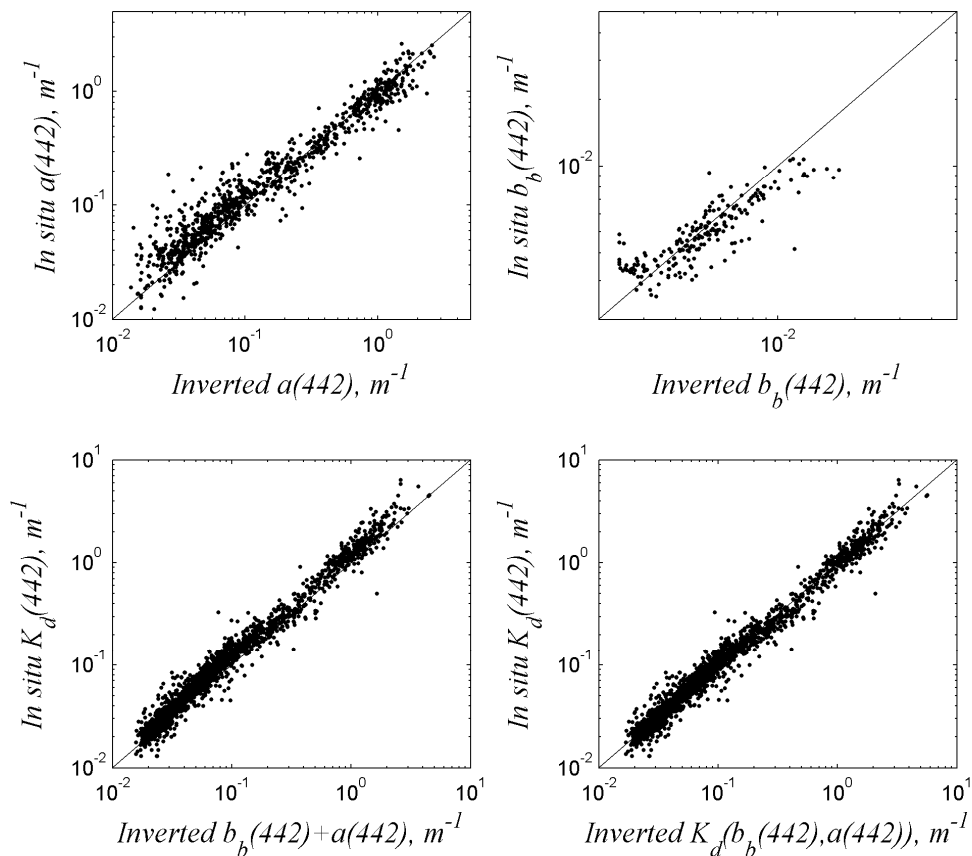 In situ a(442), m⁻¹
10⁰
10⁻¹
10⁻²
10⁻² 10⁻¹ 10⁰
Inverted a(442), m⁻¹
In situ b_b(442), m⁻¹
10⁻²
10⁻²
Inverted b_b(442), m⁻¹
In situ K_d(442), m⁻¹
10¹
10⁰
10⁻¹
10⁻²
10⁻² 10⁻¹ 10⁰ 10¹
Inverted b_b(442)+a(442), m⁻¹
In situ K_d(442), m⁻¹
10¹
10⁰
10⁻¹
10⁻²
10⁻² 10⁻¹ 10⁰ 10¹
Inverted K_d(b_b(442),a(442)), m⁻¹